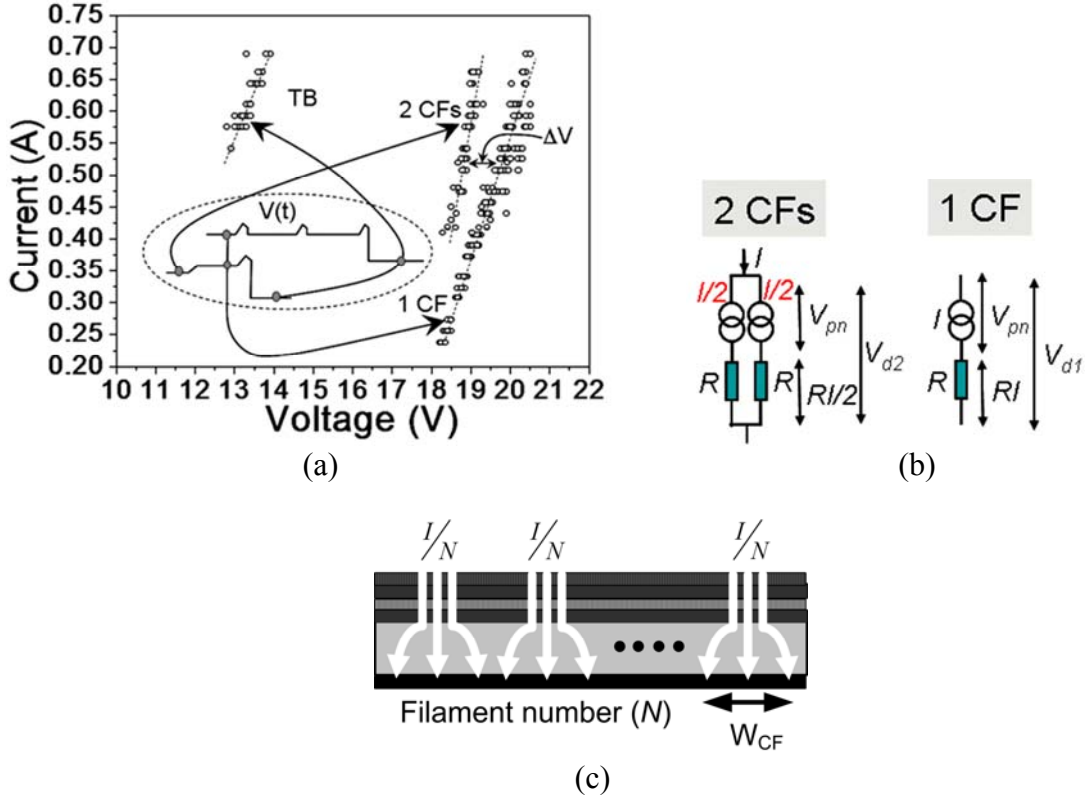 0.75
0.70
0.65
0.60
0.55
0.50
0.45
0.40
0.35
0.30
0.25
0.20
Current (A)
TB
2 CFs
ΔV
V(t)
1 CF
10 11 12 13 14 15 16 17 18 19 20 21 22
Voltage (V)
(a)
2 CFs
1 CF
I
I/2 I/2
I
V_pn
V_pn
V_d2
V_d1
R R RI/2
R RI
(b)
I/N I/N I/N
Filament number (N)
W_CF
(c)